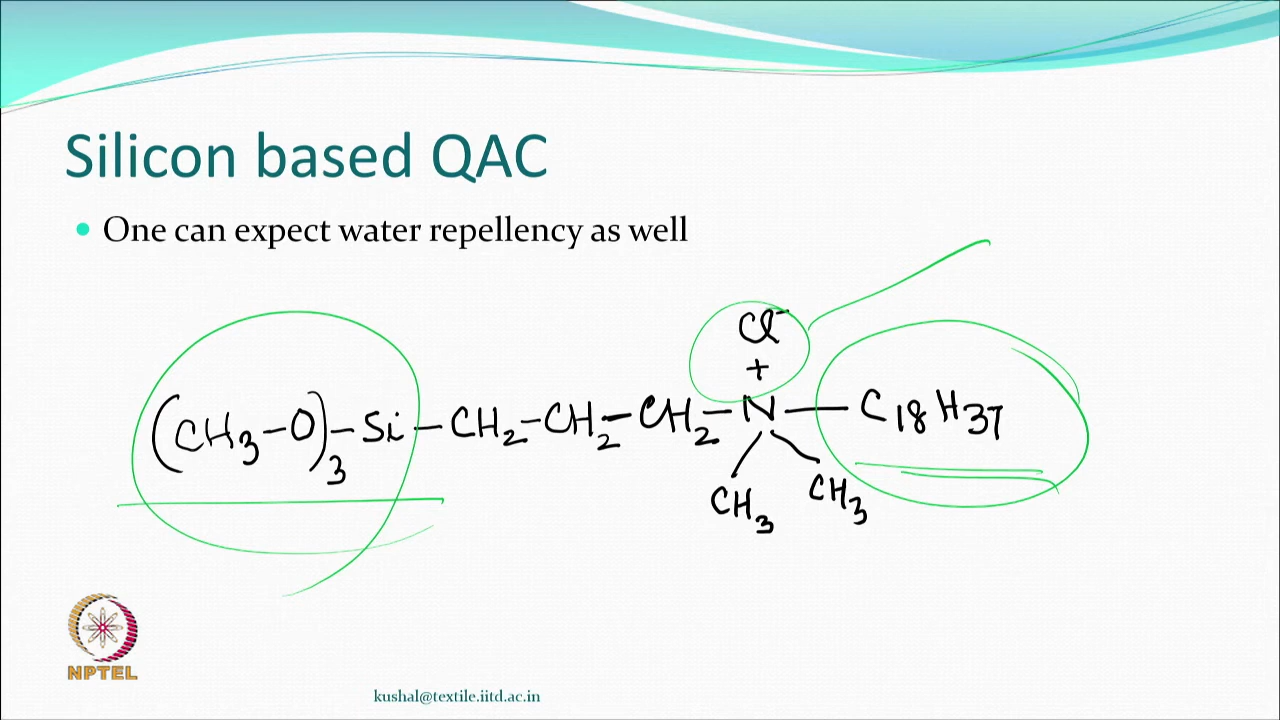 Silicon based QAC
One can expect water repellency as well
Cl⁻
+
(CH₃-O)₃-Si-CH₂-CH₂-CH₂-N-C₁₈H₃₇
CH₃ CH₃
NPTEL
kushal@textile.iitd.ac.in